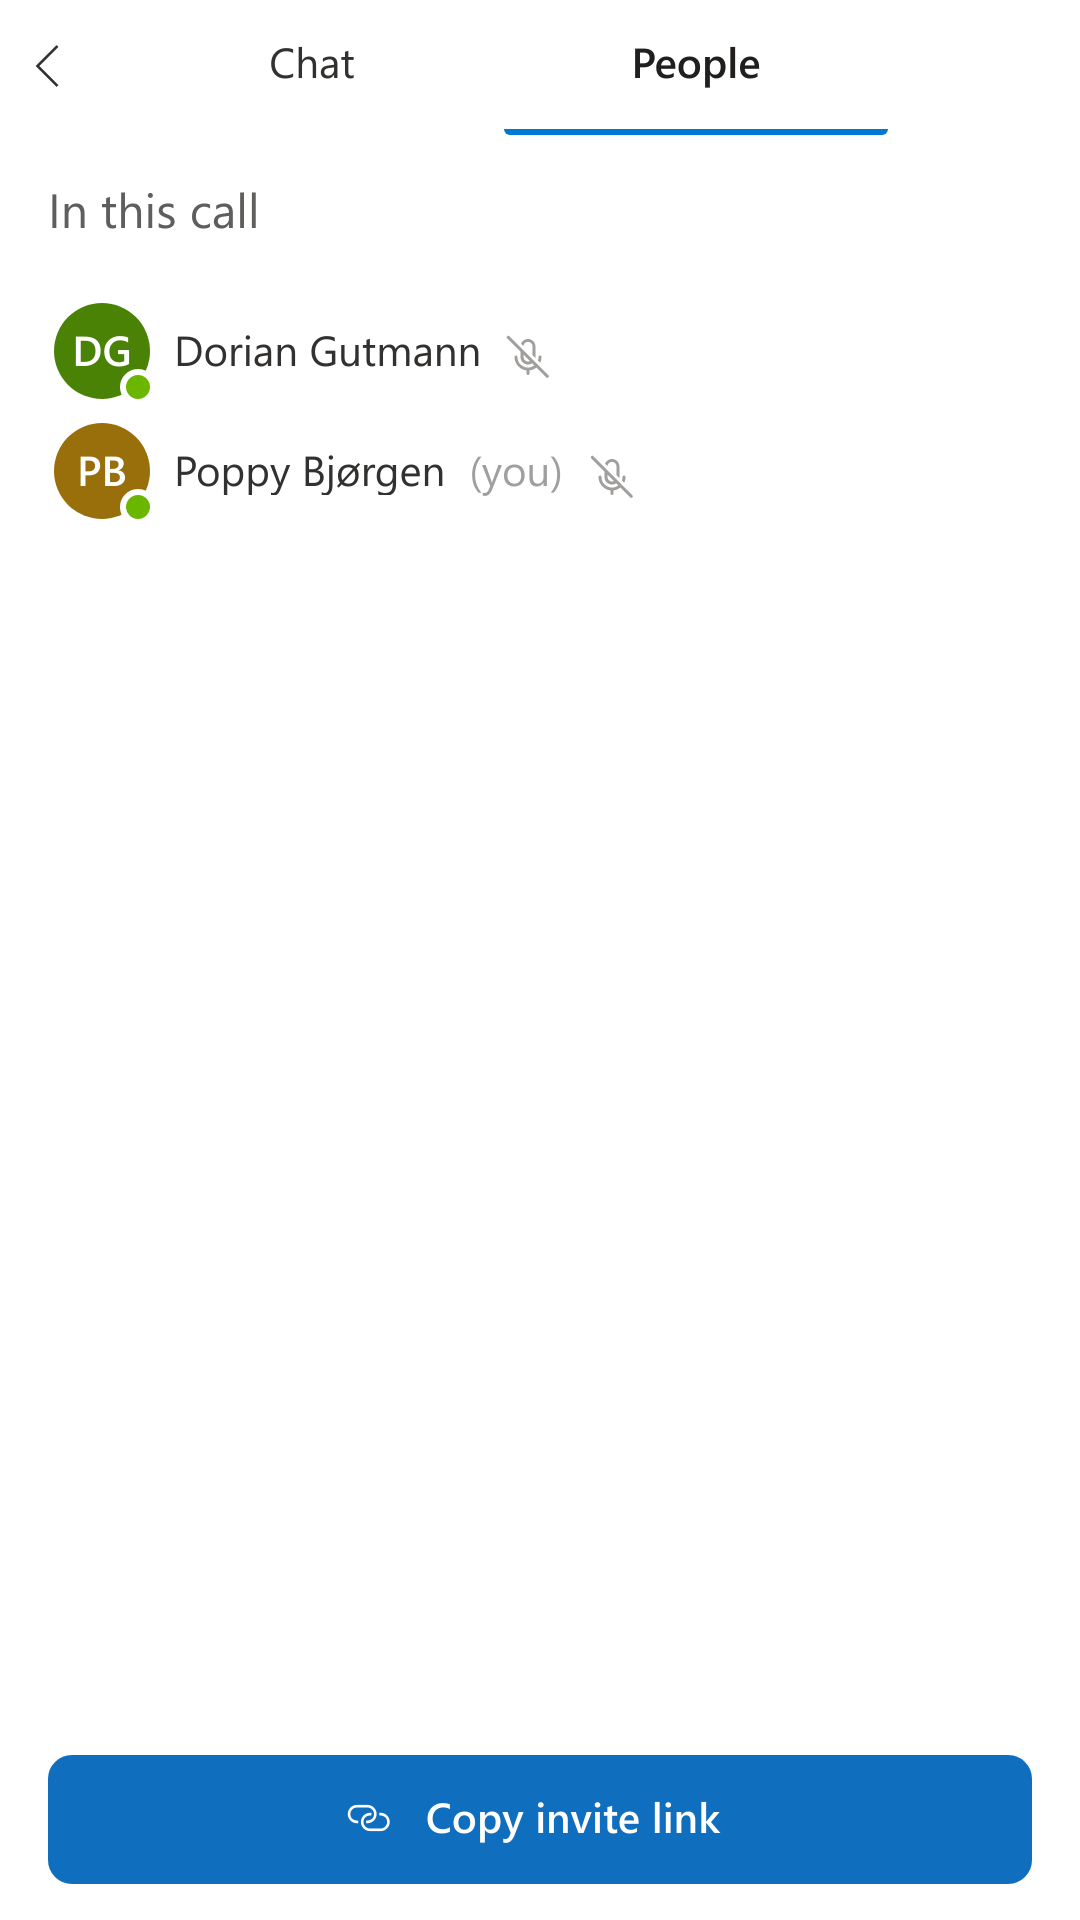 Chat People
In this call
DG Dorian Gutmann
PB Poppy Bjørgen (you)
Copy invite link